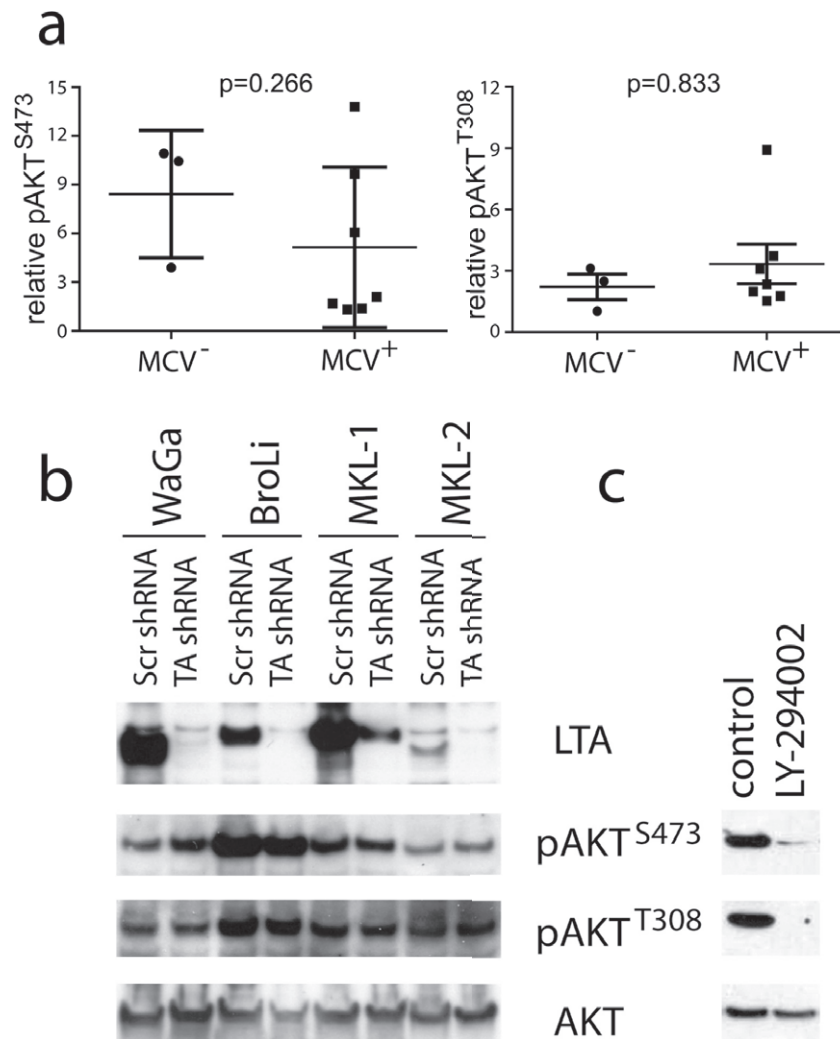 a
p=0.266
p=0.833
relative pAKT^S473
15
12
9
6
3
0
MCV^-
MCV^+
relative pAKT^T308
12
9
6
3
0
MCV^-
MCV^+
b
c
WaGa
BroLi
MKL-1
MKL-2
Scr shRNA
TA shRNA
Scr shRNA
TA shRNA
Scr shRNA
TA shRNA
Scr shRNA
TA shRNA
control
LY-294002
LTA
pAKT^S473
pAKT^T308
AKT